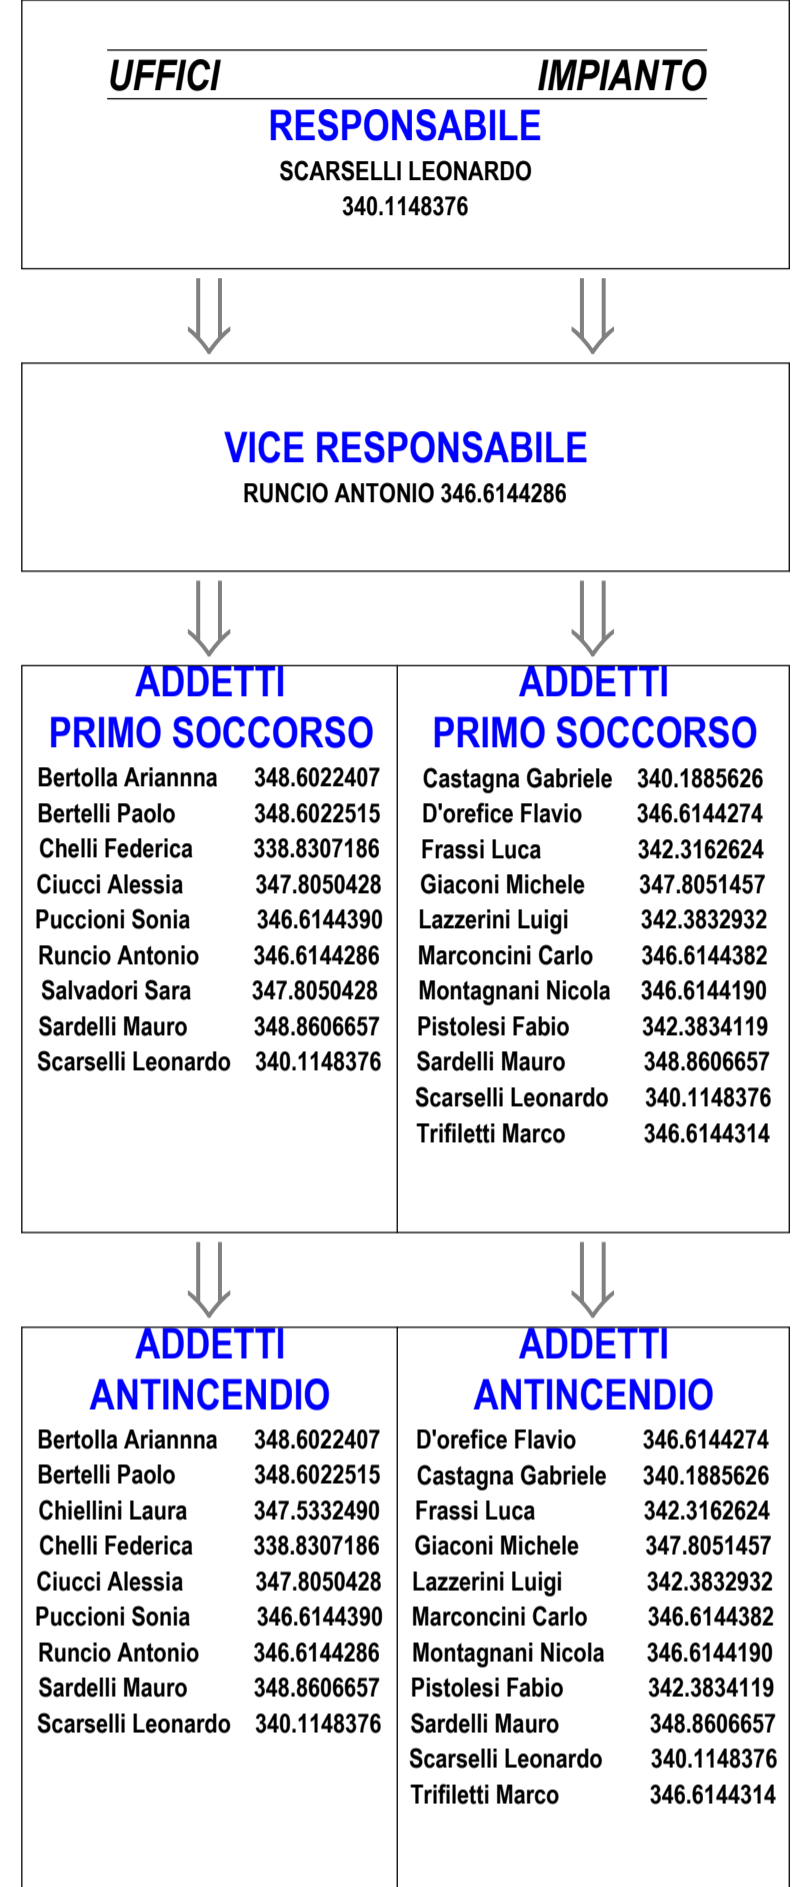 UFFICI IMPIANTO
RESPONSABILE
SCARSELLI LEONARDO
340.1148376
VICE RESPONSABILE
RUNCIO ANTONIO 346.6144286
ADDETTI
PRIMO SOCCORSO
Bertolla Ariannna 348.6022407
Bertelli Paolo 348.6022515
Chelli Federica 338.8307186
Ciucci Alessia 347.8050428
Puccioni Sonia 346.6144390
Runcio Antonio 346.6144286
Salvadori Sara 347.8050428
Sardelli Mauro 348.8606657
Scarselli Leonardo 340.1148376
ADDETTI
PRIMO SOCCORSO
Castagna Gabriele 340.1885626
D'orefice Flavio 346.6144274
Frassi Luca 342.3162624
Giaconi Michele 347.8051457
Lazzerini Luigi 342.3832932
Marconcini Carlo 346.6144382
Montagnani Nicola 346.6144190
Pistolesi Fabio 342.3834119
Sardelli Mauro 348.8606657
Scarselli Leonardo 340.1148376
Trifiletti Marco 346.6144314
ADDETTI
ANTINCENDIO
Bertolla Ariannna 348.6022407
Bertelli Paolo 348.6022515
Chiellini Laura 347.5332490
Chelli Federica 338.8307186
Ciucci Alessia 347.8050428
Puccioni Sonia 346.6144390
Runcio Antonio 346.6144286
Sardelli Mauro 348.8606657
Scarselli Leonardo 340.1148376
ADDETTI
ANTINCENDIO
D'orefice Flavio 346.6144274
Castagna Gabriele 340.1885626
Frassi Luca 342.3162624
Giaconi Michele 347.8051457
Lazzerini Luigi 342.3832932
Marconcini Carlo 346.6144382
Montagnani Nicola 346.6144190
Pistolesi Fabio 342.3834119
Sardelli Mauro 348.8606657
Scarselli Leonardo 340.1148376
Trifiletti Marco 346.6144314